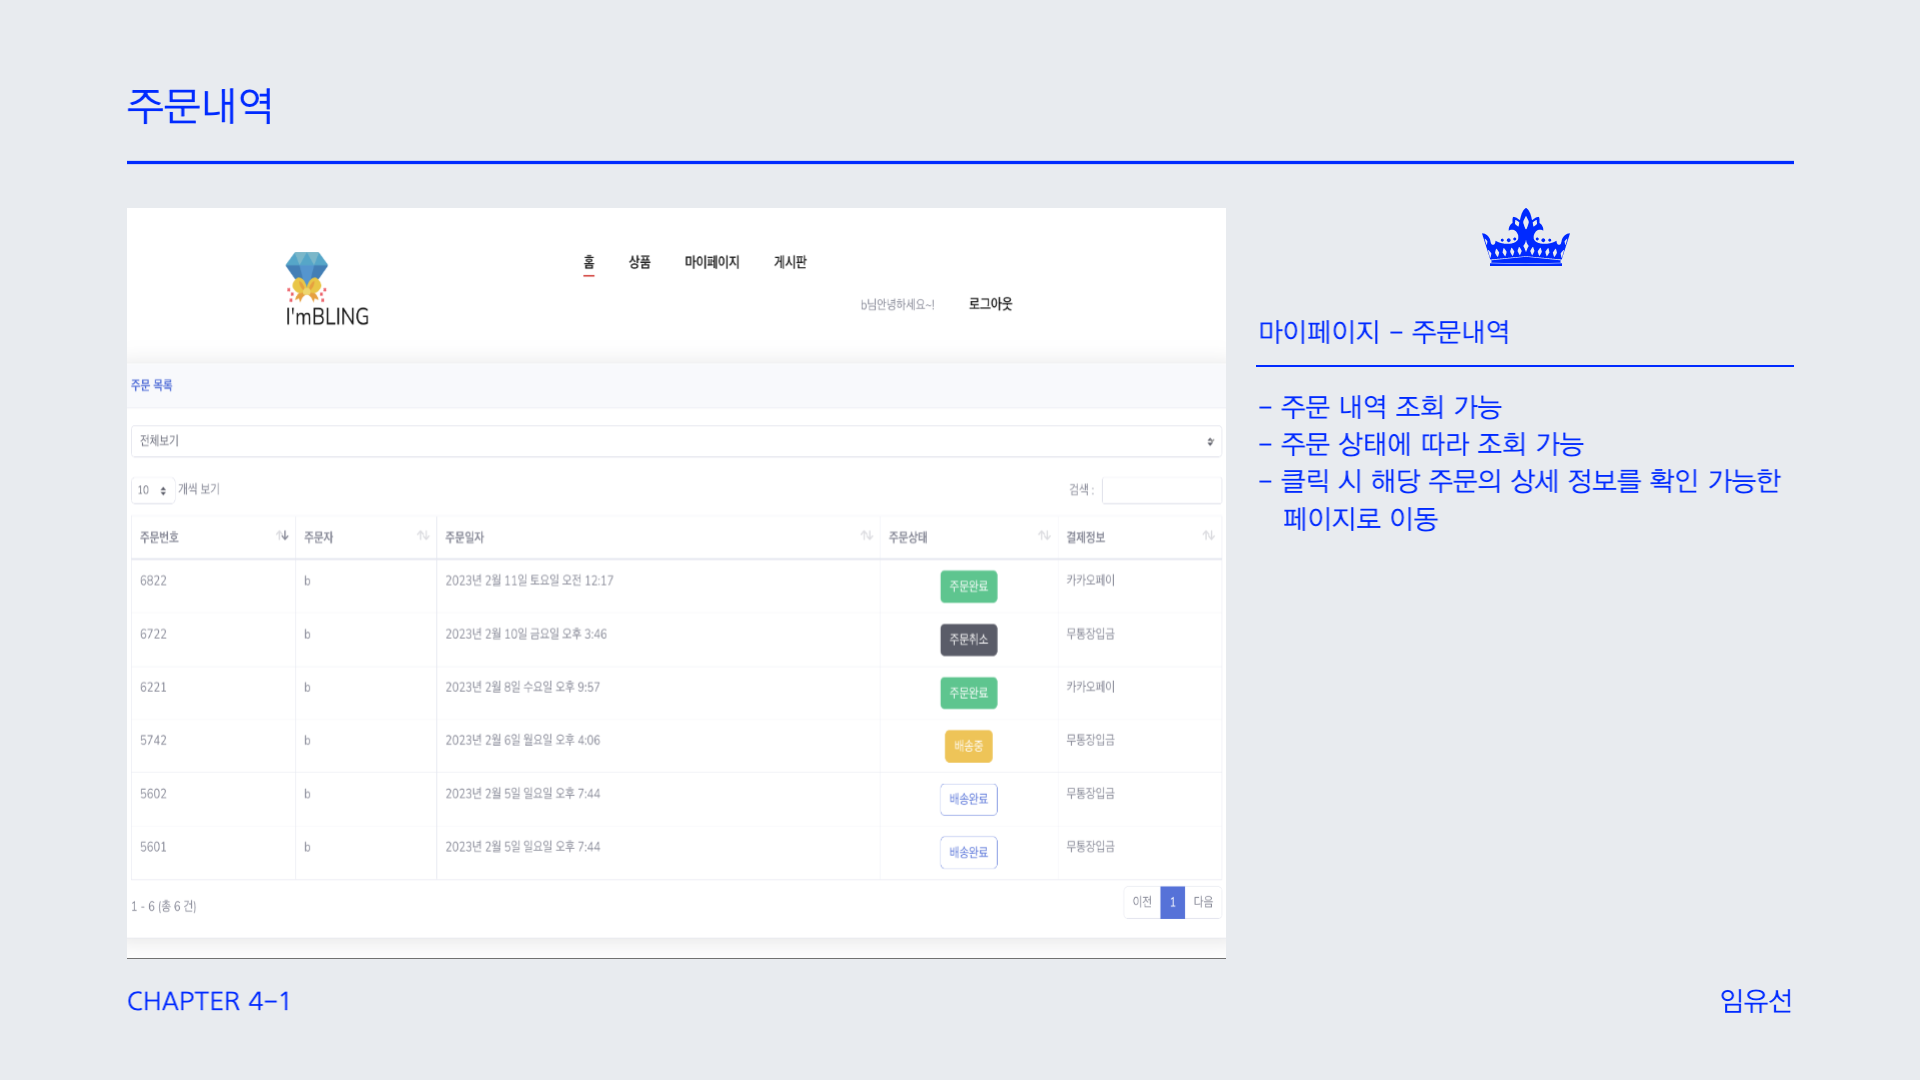 주문내역
I'mBLING
홈 상품 마이페이지 게시판
b님안녕하세요~! 로그아웃
주문 목록
전체보기
10 개씩 보기 검색 :
주문번호 주문자 주문일자 주문상태 결제정보
6822 b 2023년 2월 11일 토요일 오전 12:17 주문완료 카카오페이
6722 b 2023년 2월 10일 금요일 오후 3:46 주문취소 무통장입금
6221 b 2023년 2월 8일 수요일 오후 9:57 주문완료 카카오페이
5742 b 2023년 2월 6일 월요일 오후 4:06 배송중 무통장입금
5602 b 2023년 2월 5일 일요일 오후 7:44 배송완료 무통장입금
5601 b 2023년 2월 5일 일요일 오후 7:44 배송완료 무통장입금
1 - 6 (총 6 건) 이전 1 다음
마이페이지 – 주문내역
– 주문 내역 조회 가능
– 주문 상태에 따라 조회 가능
– 클릭 시 해당 주문의 상세 정보를 확인 가능한
페이지로 이동
CHAPTER 4–1
임유선